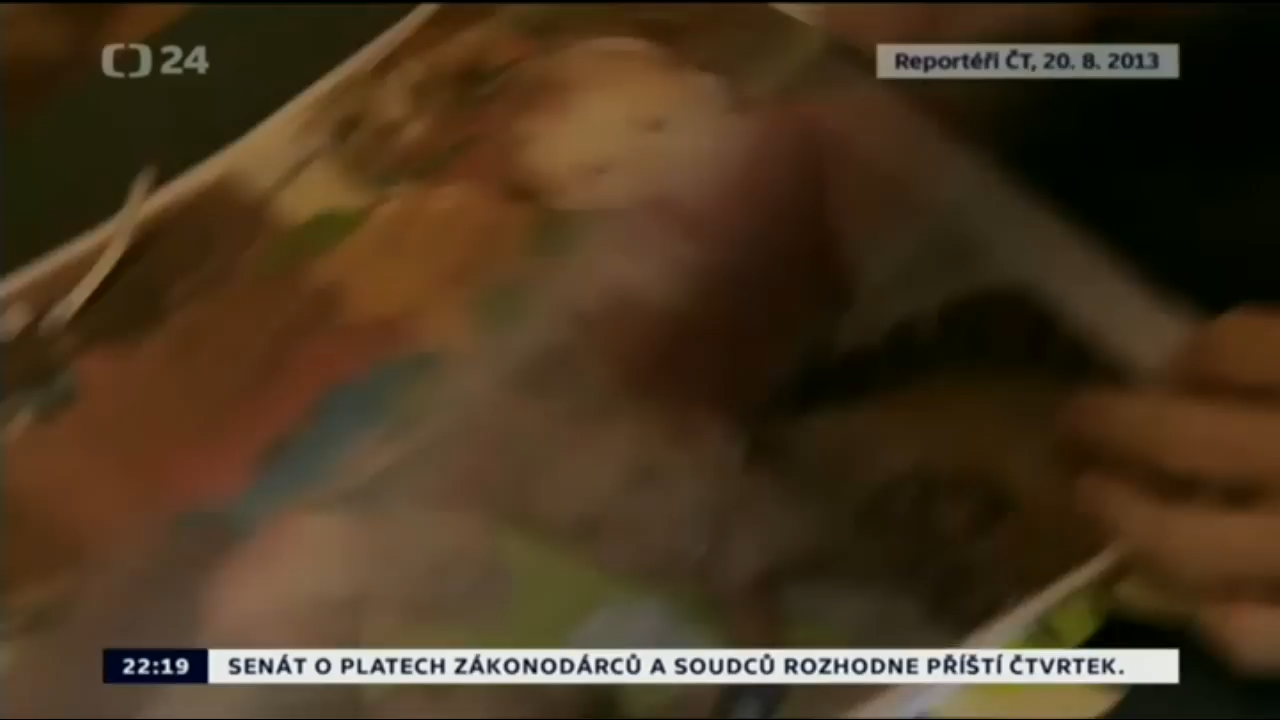 24
Reportéři ČT, 20. 8. 2013
22:19 SENÁT O PLATECH ZÁKONODÁRCŮ A SOUDCŮ ROZHODNE PŘÍŠTÍ ČTVRTEK.